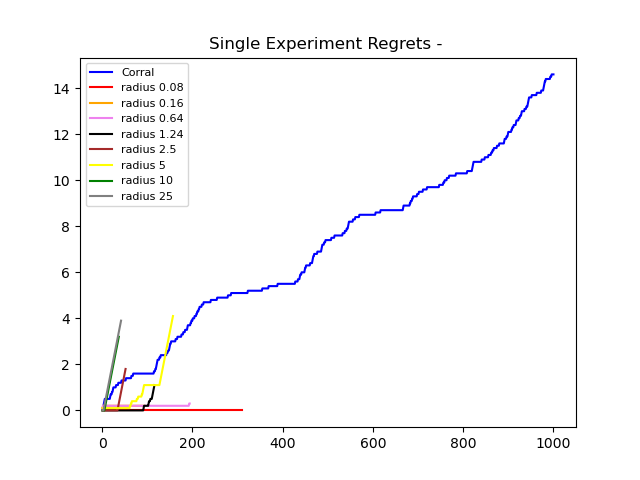 Single Experiment Regrets -
Corral
radius 0.08
radius 0.16
radius 0.64
radius 1.24
radius 2.5
radius 5
radius 10
radius 25
14
12
10
8
6
4
2
0
0 200 400 600 800 1000